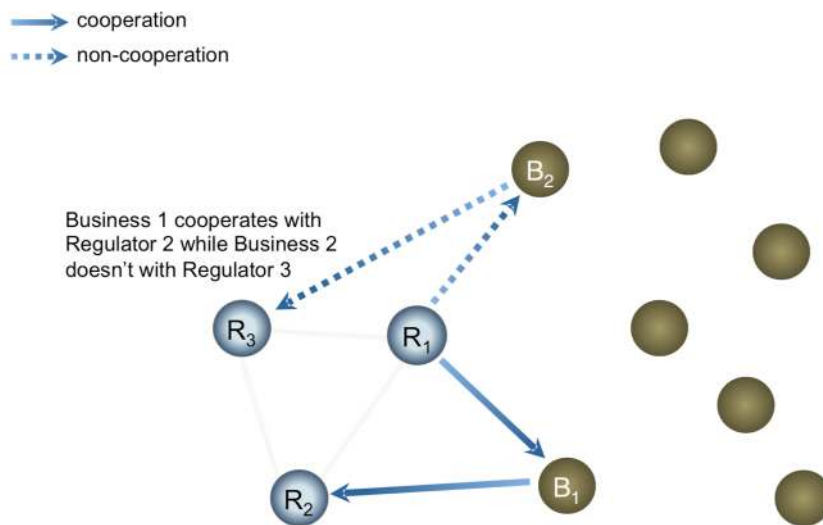 cooperation
non-cooperation
B2
Business 1 cooperates with
Regulator 2 while Business 2
doesn't with Regulator 3
R3
R1
R2
B1